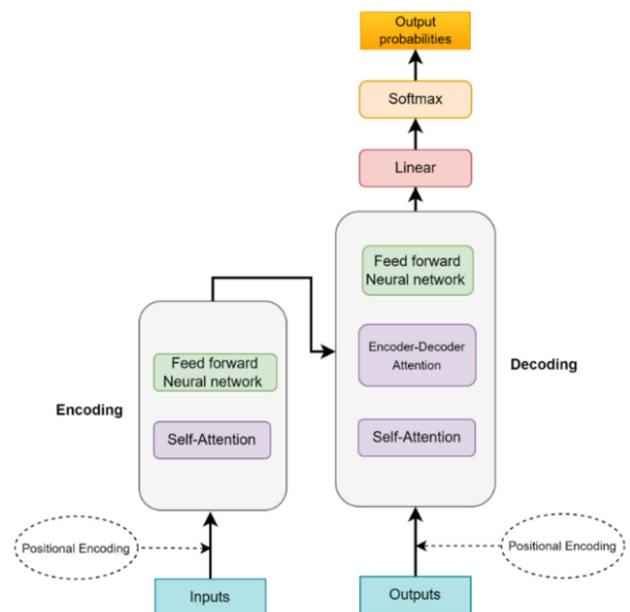 Output
probabilities
Softmax
Linear
Feed forward
Neural network
Encoder-Decoder
Attention
Self-Attention
Decoding
Feed forward
Neural network
Self-Attention
Encoding
Positional Encoding
Positional Encoding
Inputs
Outputs